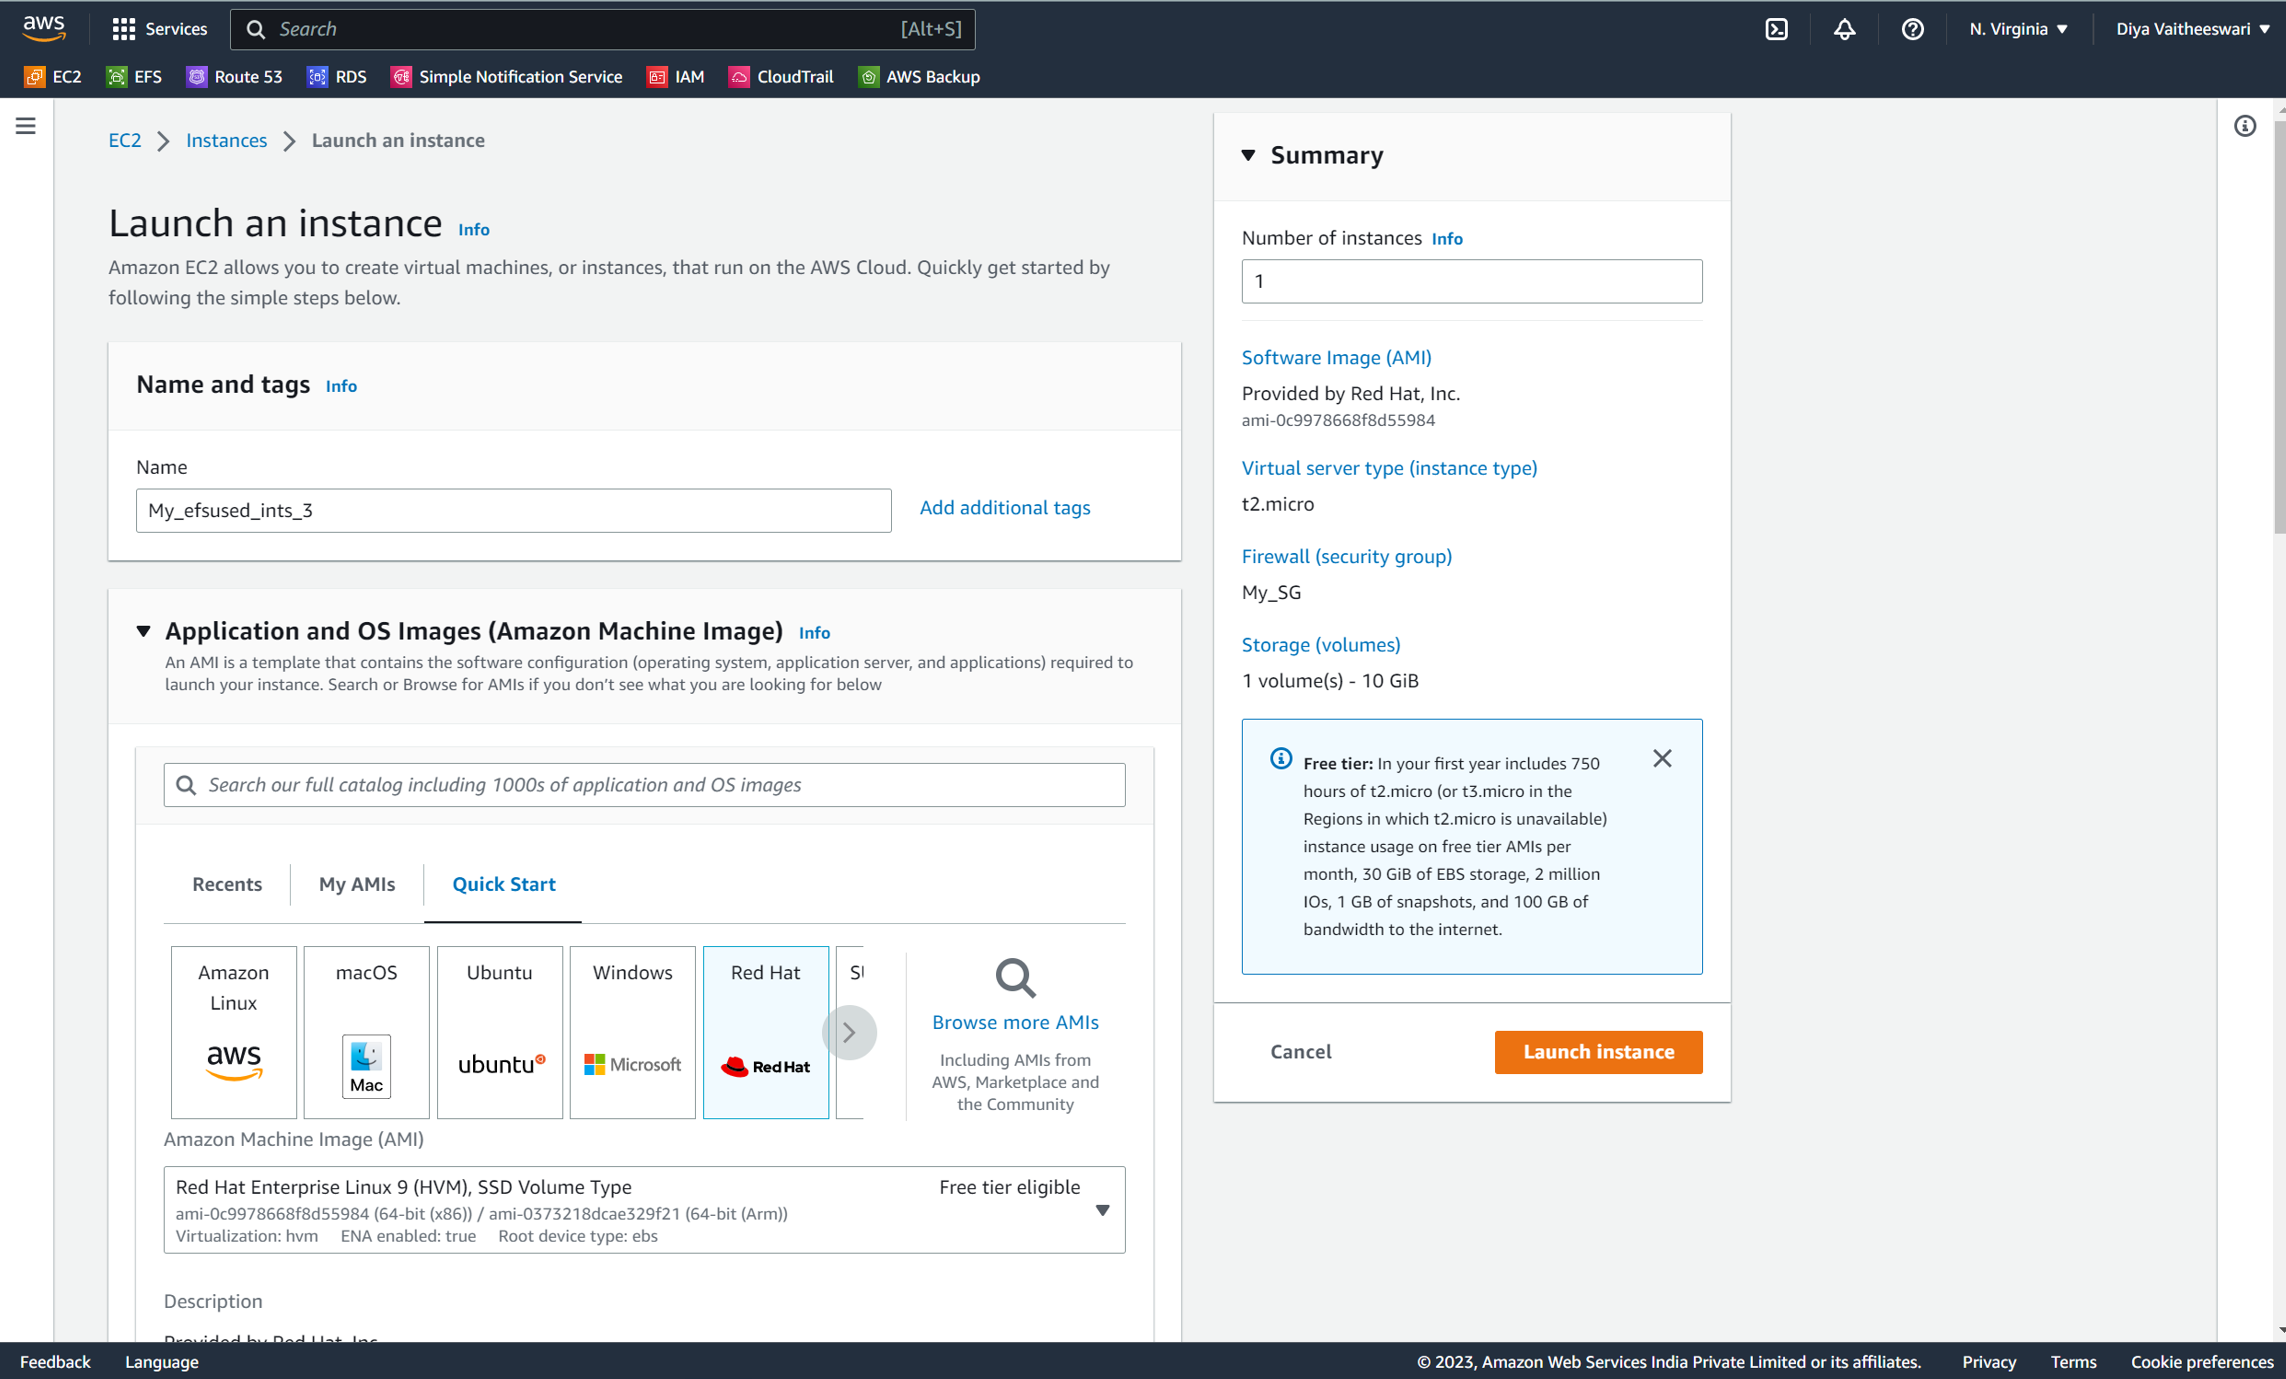 aws
Services
Search
[Alt+S]
N. Virginia
Diya Vaitheeswari
EC2
EFS
Route 53
RDS
Simple Notification Service
IAM
CloudTrail
AWS Backup
EC2
Instances
Launch an instance
Launch an instance Info
Amazon EC2 allows you to create virtual machines, or instances, that run on the AWS Cloud. Quickly get started by
following the simple steps below.
Name and tags Info
Name
My_efsused_ints_3
Add additional tags
Application and OS Images (Amazon Machine Image) Info
An AMI is a template that contains the software configuration (operating system, application server, and applications) required to
launch your instance. Search or Browse for AMIs if you don’t see what you are looking for below
Search our full catalog including 1000s of application and OS images
Recents
My AMIs
Quick Start
Amazon
Linux
aws
macOS
Mac
Ubuntu
ubuntu
Windows
Microsoft
Red Hat
Red Hat
Browse more AMIs
Including AMIs from
AWS, Marketplace and
the Community
Amazon Machine Image (AMI)
Red Hat Enterprise Linux 9 (HVM), SSD Volume Type
Free tier eligible
ami-0c9978668f8d55984 (64-bit (x86)) / ami-0373218dcae329f21 (64-bit (Arm))
Virtualization: hvm ENA enabled: true Root device type: ebs
Description
Provided by Red Hat, Inc.
Summary
Number of instances Info
1
Software Image (AMI)
Provided by Red Hat, Inc.
ami-0c9978668f8d55984
Virtual server type (instance type)
t2.micro
Firewall (security group)
My_SG
Storage (volumes)
1 volume(s) - 10 GiB
Free tier: In your first year includes 750
hours of t2.micro (or t3.micro in the
Regions in which t2.micro is unavailable)
instance usage on free tier AMIs per
month, 30 GiB of EBS storage, 2 million
IOs, 1 GB of snapshots, and 100 GB of
bandwidth to the internet.
Cancel
Launch instance
Feedback
Language
© 2023, Amazon Web Services India Private Limited or its affiliates.
Privacy
Terms
Cookie preferences